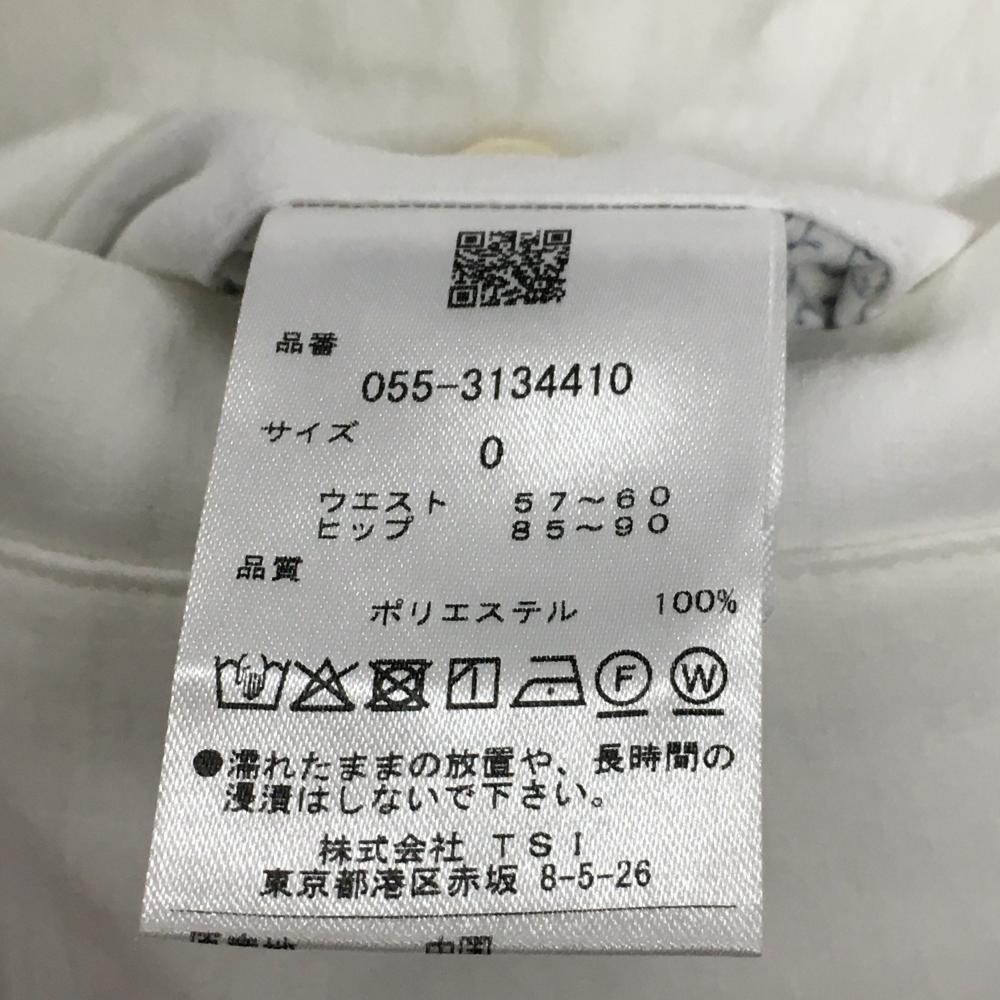 品番
055-3134410
サイズ
0
ウエスト 57～60
ヒップ 85～90
品質
ポリエステル 100%
F W
●濡れたままの放置や、長時間の
浸漬はしないで下さい。
株式会社 TSI
東京都港区赤坂 8-5-26